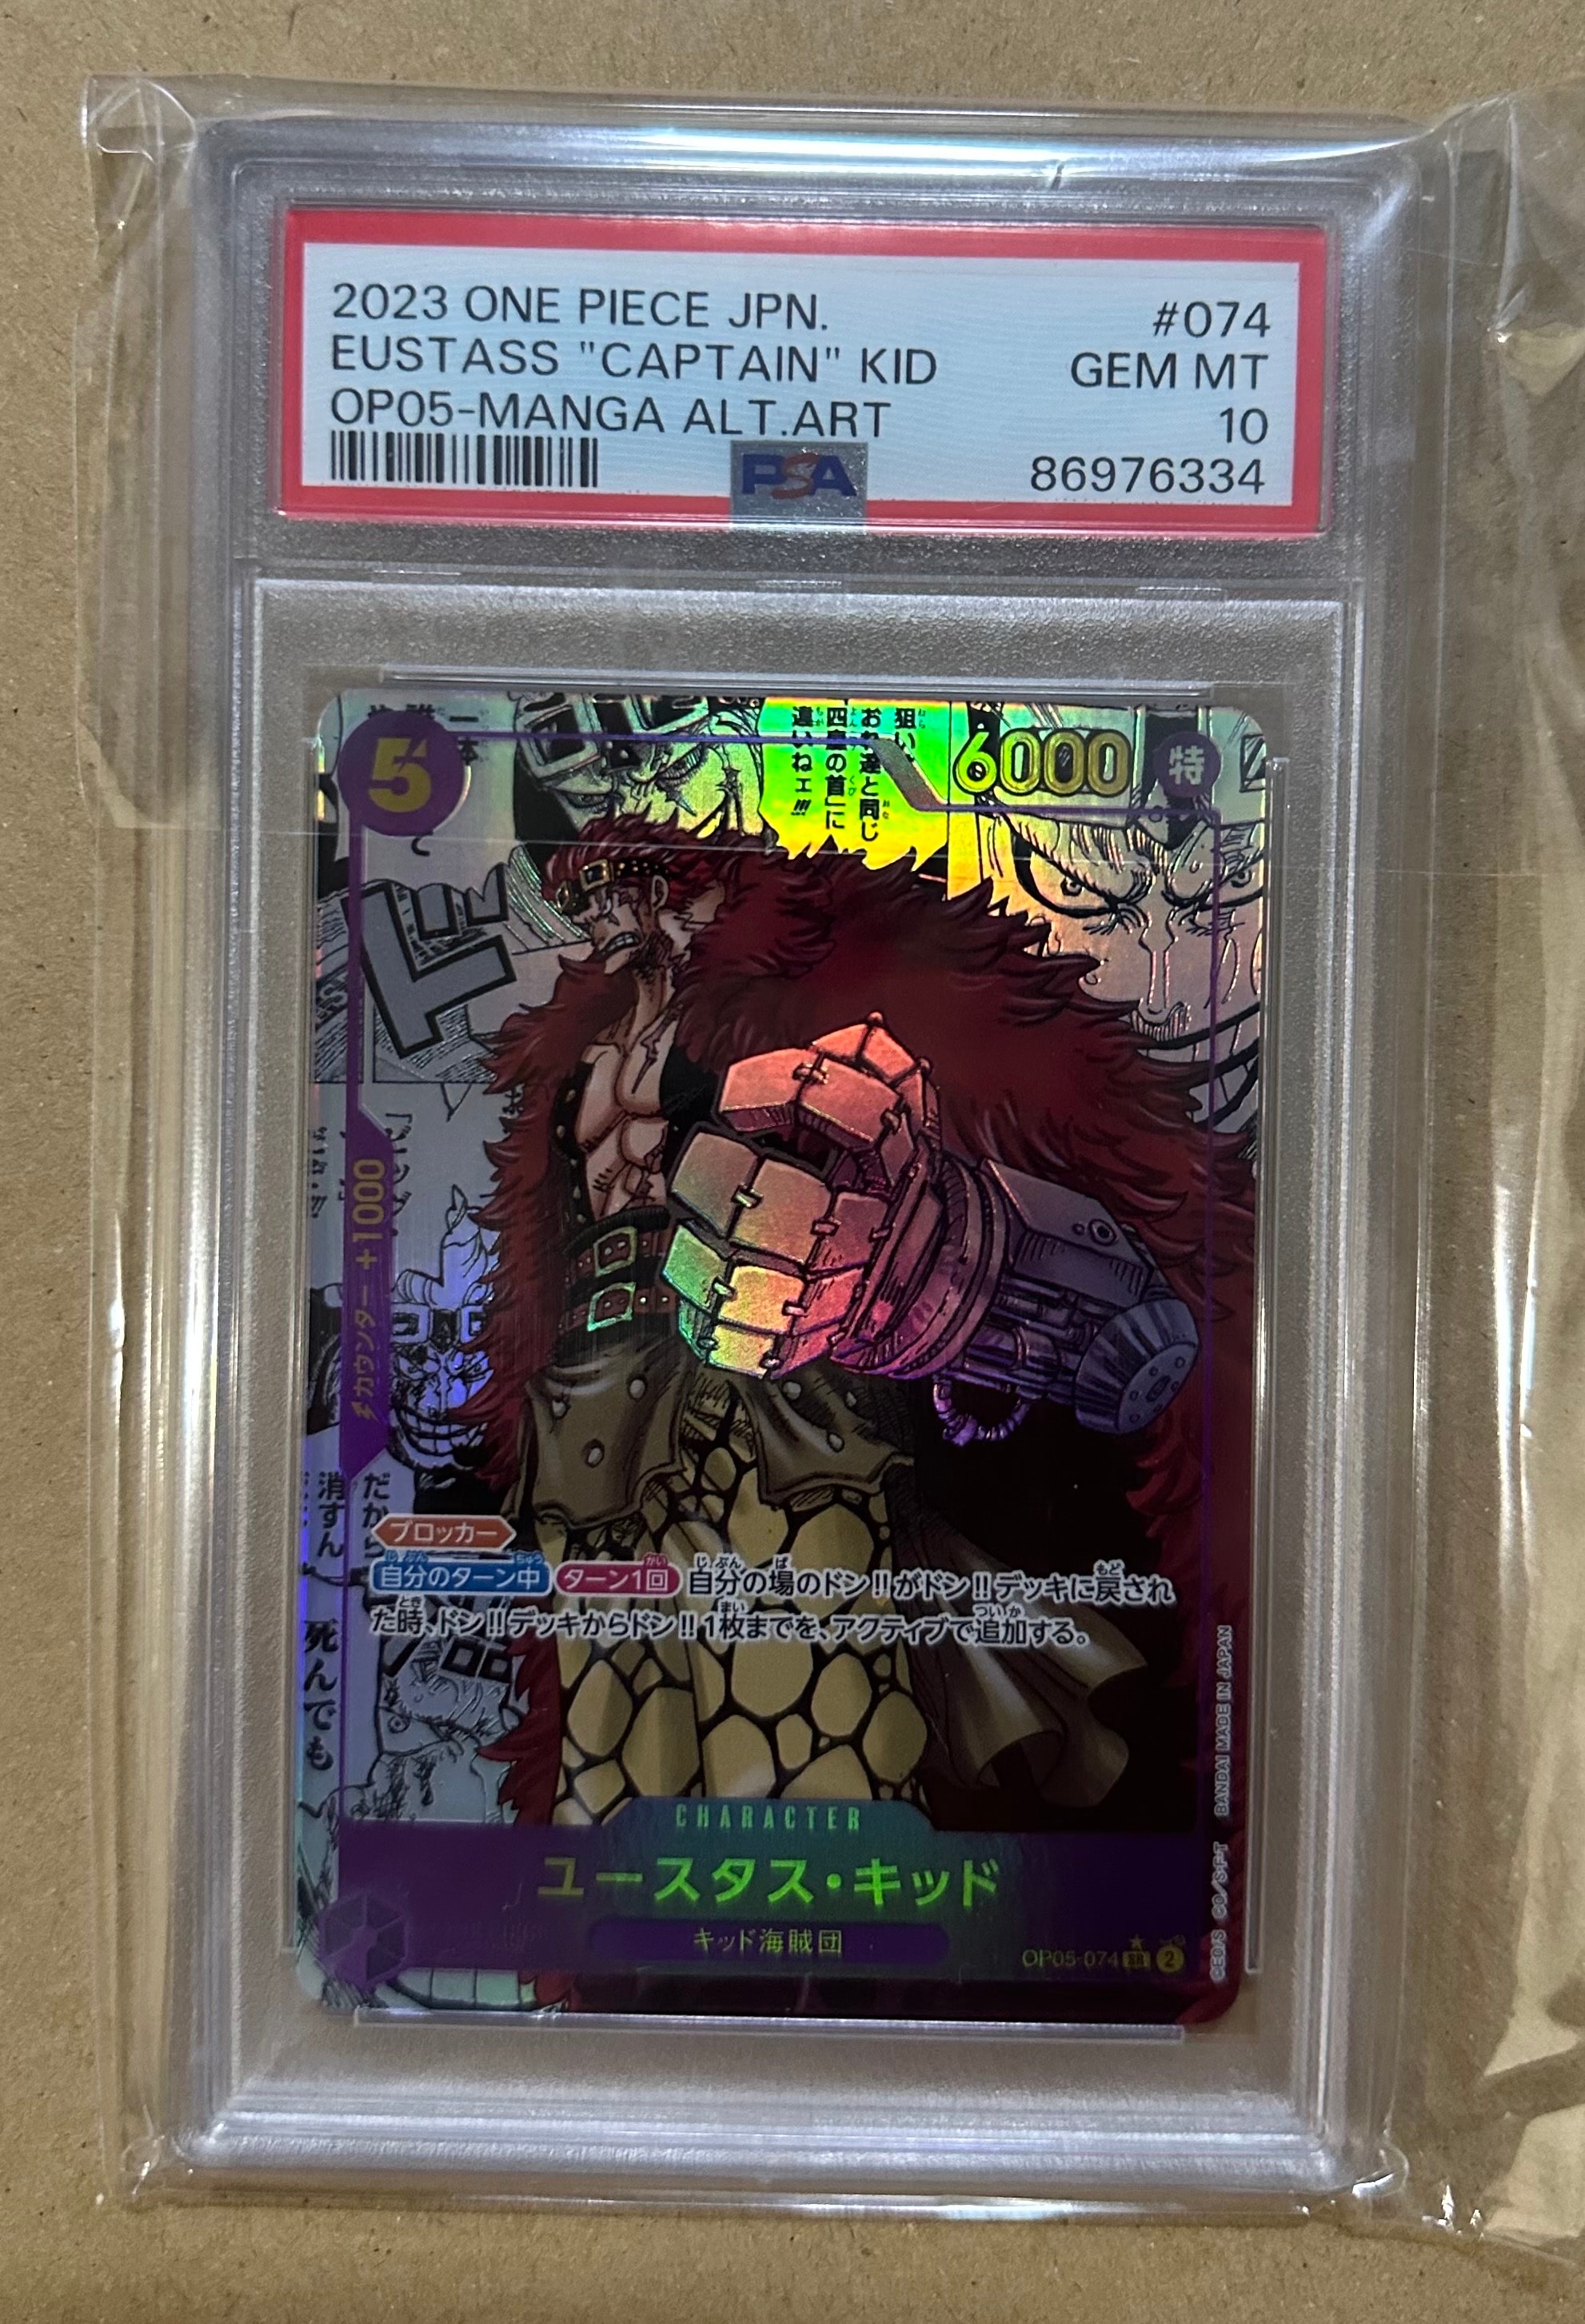 2023 ONE PIECE JPN. #074
EUSTASS "CAPTAIN" KID GEM MT
OP05-MANGA ALT.ART 10
PSA 86976334
5
6000 特
狙い
おれ達と同じ
「四皇の首」に
違いねェ!!!
カウンター +1000
だから
消すん
死んでも
ブロッカー
自分のターン中 ターン1回 自分の場のドン!!がドン!!デッキに戻され
た時、ドン!!デッキからドン!!1枚までを、アクティブで追加する。
CHARACTER
ユースタス・キッド
キッド海賊団
OP05-074 SR 2
BANDAI MADE IN JAPAN